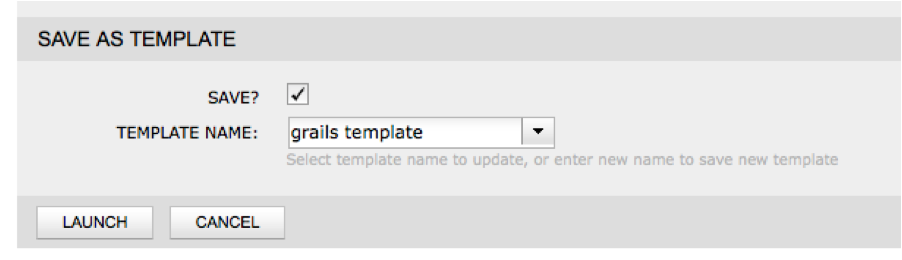 SAVE AS TEMPLATE
SAVE?
TEMPLATE NAME: grails template
Select template name to update, or enter new name to save new template
LAUNCH CANCEL